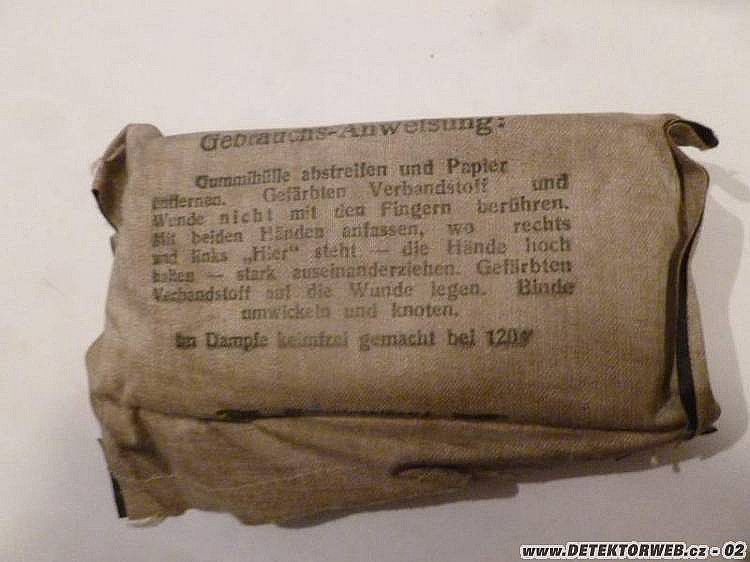 Gebrauchs-Anweisung:
Gummihülle abstreifen und Papier
entfernen. Gefärbten Verbandstoff und
Wunde nicht mit den Fingern berühren.
Mit beiden Händen anfassen, wo rechts
und links „Hier" steht — die Hände hoch
halten — stark auseinanderziehen. Gefärbten
Verbandstoff auf die Wunde legen. Binde
umwickeln und knoten.
Im Dampfe keimfrei gemacht bei 120°
www.DETEKTORWEB.cz - 02